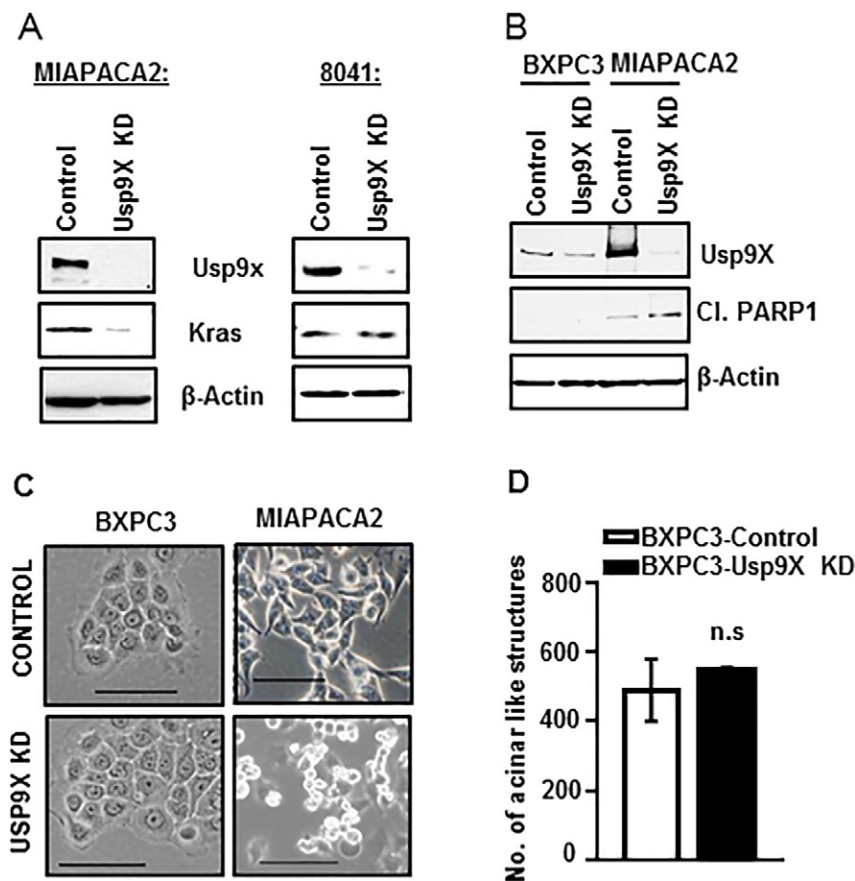 A
MIAPACA2:
8041:
Control
Usp9X KD
Control
Usp9X KD
Usp9x
Kras
β-Actin
B
BXPC3 MIAPACA2
Control
Usp9X KD
Control
Usp9X KD
Usp9X
Cl. PARP1
β-Actin
C
BXPC3
MIAPACA2
CONTROL
USP9X KD
D
BXPC3-Control
BXPC3-Usp9X KD
No. of acinar like structures
800
600
400
200
0
n.s